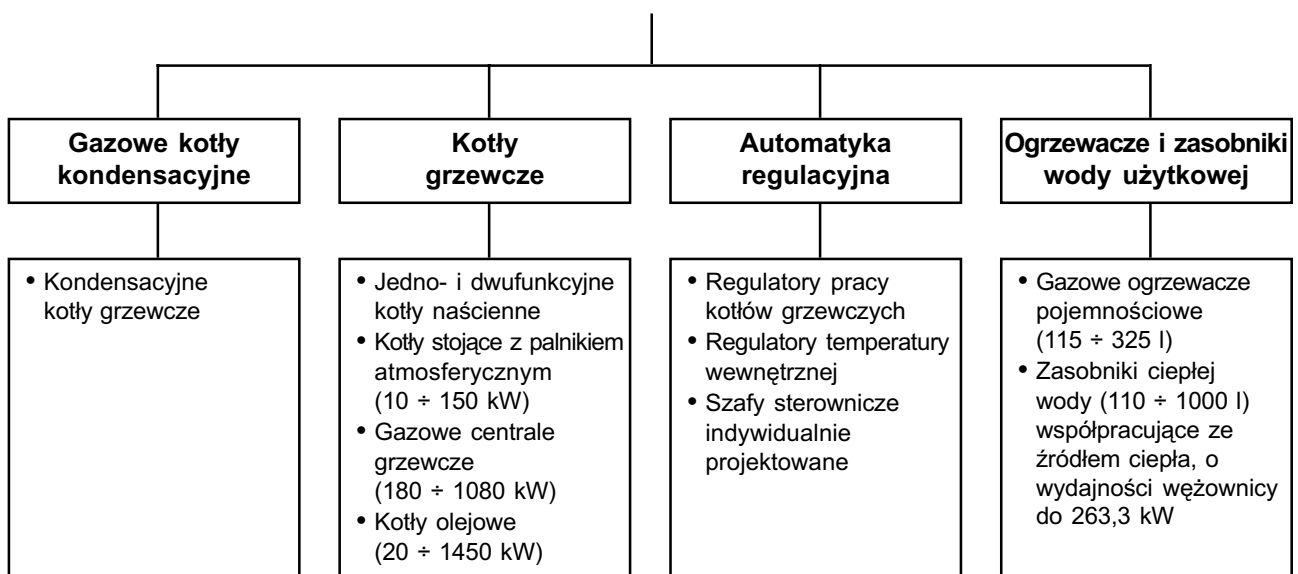 Gazowe kotły
kondensacyjne
Kotły
grzewcze
Automatyka
regulacyjna
Ogrzewacze i zasobniki
wody użytkowej
• Kondensacyjne
kotły grzewcze
• Jedno- i dwufunkcyjne
kotły naścienne
• Kotły stojące z palnikiem
atmosferycznym
(10 ÷ 150 kW)
• Gazowe centrale
grzewcze
(180 ÷ 1080 kW)
• Kotły olejowe
(20 ÷ 1450 kW)
• Regulatory pracy
kotłów grzewczych
• Regulatory temperatury
wewnętrznej
• Szafy sterownicze
indywidualnie
projektowane
• Gazowe ogrzewacze
pojemnościowe
(115 ÷ 325 l)
• Zasobniki ciepłej
wody (110 ÷ 1000 l)
współpracujące ze
źródłem ciepła, o
wydajności wężownicy
do 263,3 kW